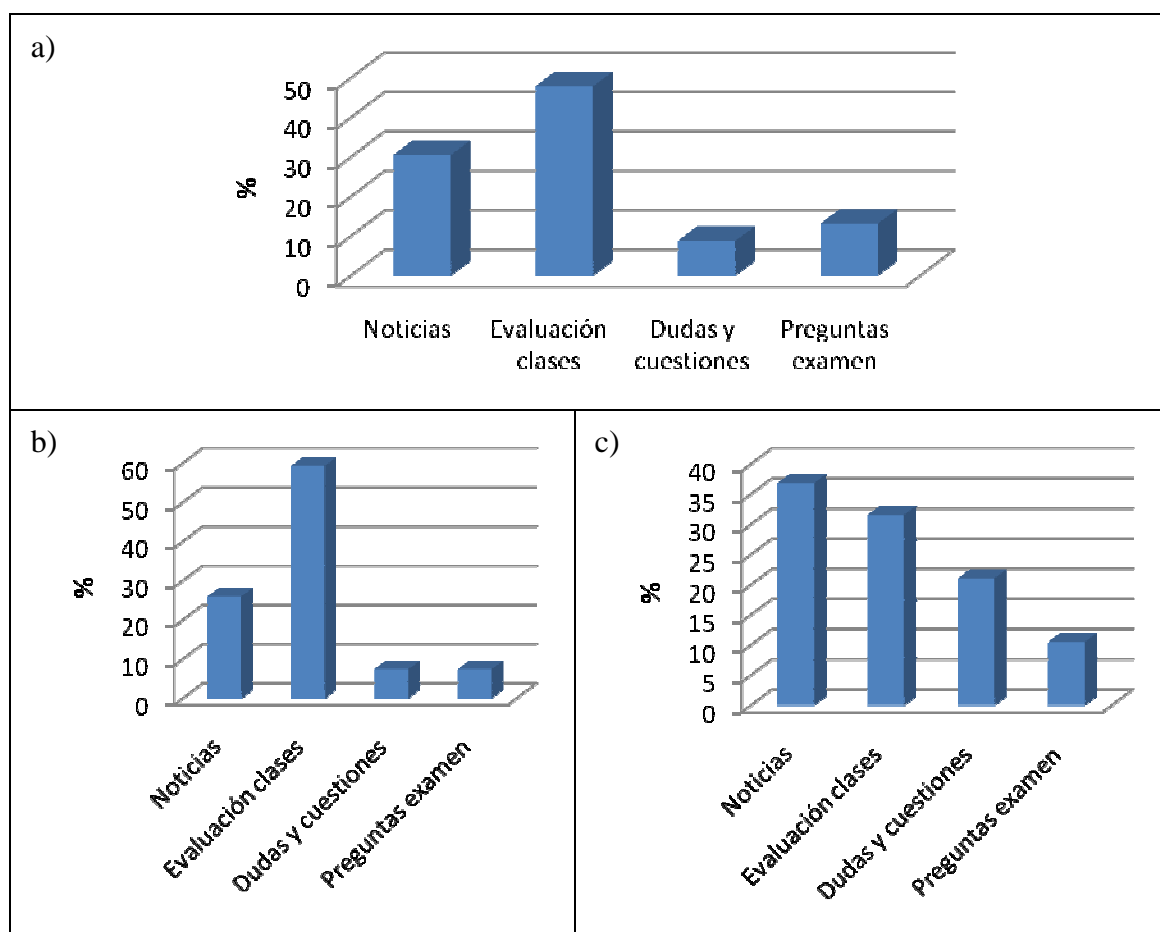 a)
50
40
30
20
10
0
%
Noticias
Evaluación
clases
Dudas y
cuestiones
Preguntas
examen
b)
60
50
40
30
20
10
0
%
Noticias
Evaluación clases
Dudas y cuestiones
Preguntas examen
c)
40
35
30
25
20
15
10
5
0
%
Noticias
Evaluación clases
Dudas y cuestiones
Preguntas examen